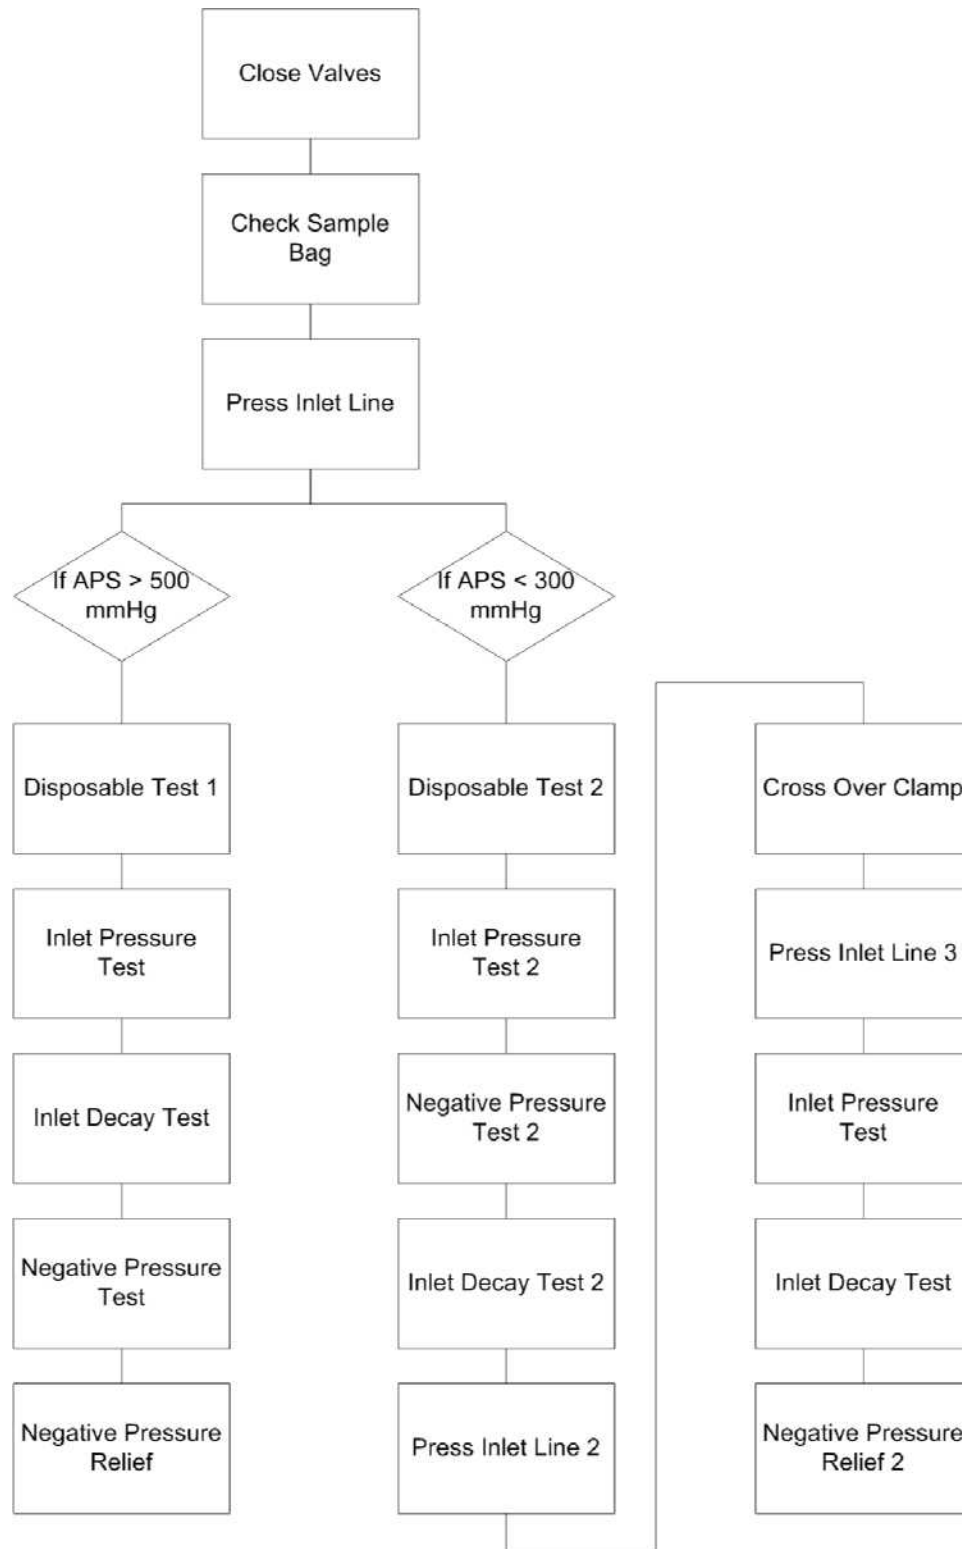 Close Valves
Check Sample
Bag
Press Inlet Line
If APS > 500
mmHg
If APS < 300
mmHg
Disposable Test 1
Inlet Pressure
Test
Inlet Decay Test
Negative Pressure
Test
Negative Pressure
Relief
Disposable Test 2
Inlet Pressure
Test 2
Negative Pressure
Test 2
Inlet Decay Test 2
Press Inlet Line 2
Cross Over Clamp
Press Inlet Line 3
Inlet Pressure
Test
Inlet Decay Test
Negative Pressure
Relief 2